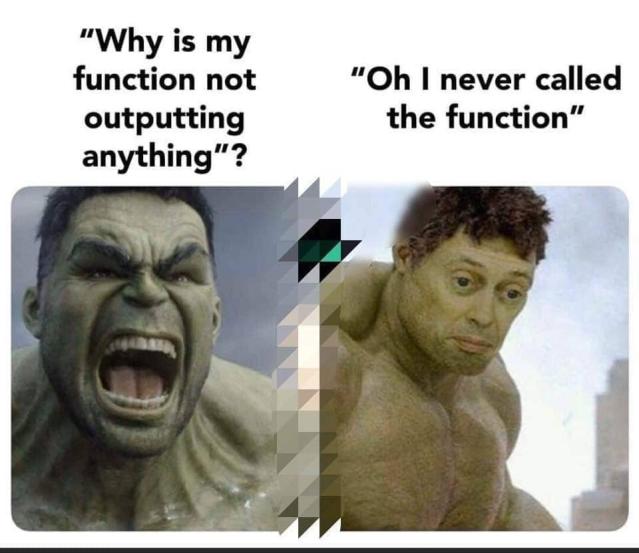 "Why is my
function not
outputting
anything"?
"Oh I never called
the function"